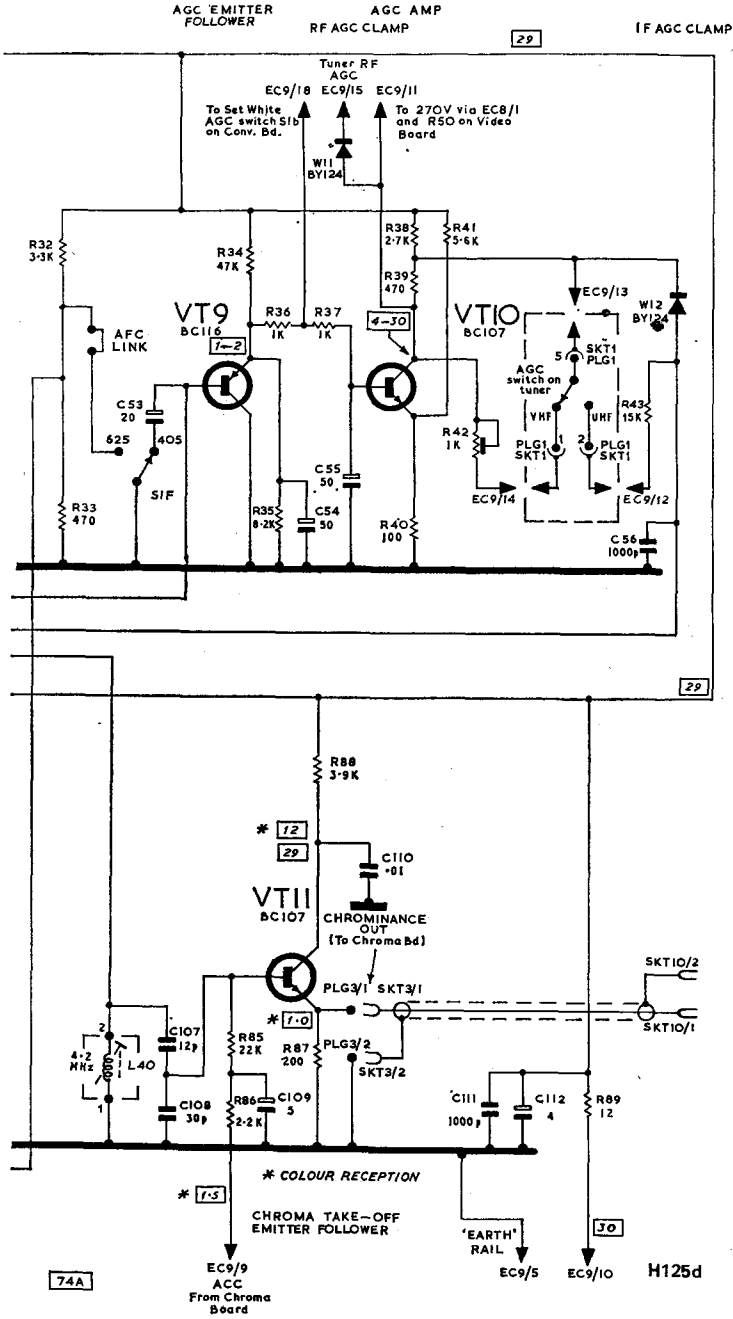 AGC EMITTER
FOLLOWER
AGC AMP
RF AGC CLAMP
29
IF AGC CLAMP
Tuner RF
AGC
EC9/18 EC9/15 EC9/11
To Set White
AGC switch S1b
on Conv. Bd.
To 270V via EC8/1
and R50 on Video
Board
W11
BY124
R32
3·3K
R34
47K
R38
2·7K
R41
5·6K
R39
470
VT9
BC116
R36
1K
R37
1K
4-30
VT10
BC107
EC9/13
W12
BY124
AFC
LINK
1-2
5
SKT1
PLG1
AGC
switch on
tuner
C53
20
VHF
UHF
R43
15K
R42
1K
625
405
1
PLG1
SKT1
2
PLG1
SKT1
S1F
C55
50
EC9/14
EC9/12
R33
470
R35
8·2K
C54
50
R40
100
C56
1000p
29
R88
3·9K
* 12
29
C110
·01
VT11
BC107
CHROMINANCE
OUT
(To Chroma Bd)
SKT10/2
PLG3/1 SKT3/1
SKT10/1
* 1·0
2
C107
12p
R85
22K
R87
200
PLG3/2
SKT3/2
4·2
MHz
L40
1
C108
30p
R86
2·2K
C109
5
C111
1000p
C112
4
R89
12
* COLOUR RECEPTION
* 1·5
CHROMA TAKE-OFF
EMITTER FOLLOWER
'EARTH'
RAIL
30
EC9/9
ACC
From Chroma
Board
EC9/5
EC9/10
H125d
74A